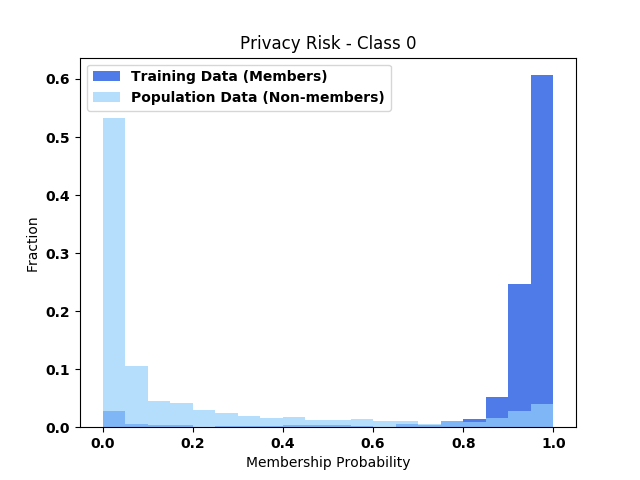 Privacy Risk - Class 0
Training Data (Members)
Population Data (Non-members)
0.6
0.5
0.4
0.3
0.2
0.1
0.0
Fraction
0.0 0.2 0.4 0.6 0.8 1.0
Membership Probability